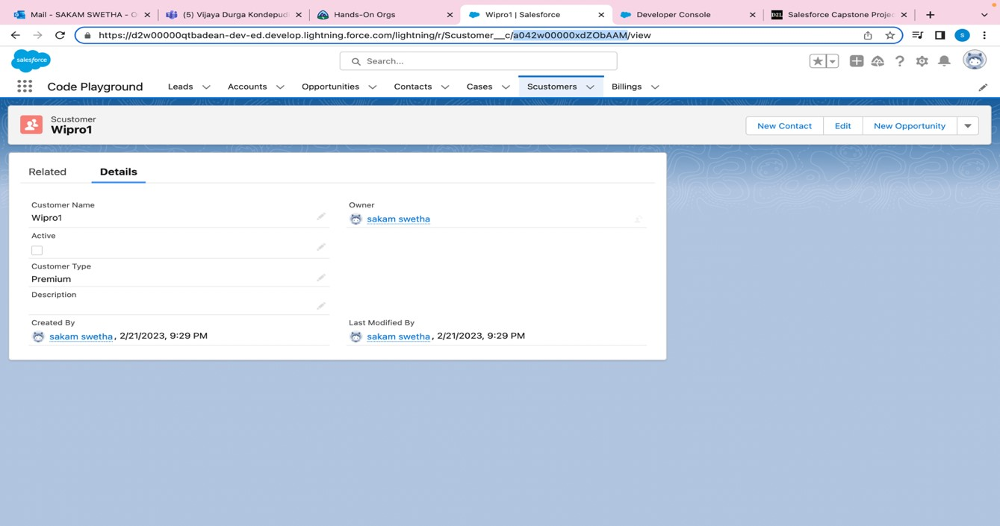 Mail - SAKAM SWETHA - O
(5) Vijaya Durga Kondepudi
Hands-On Orgs
Wipro1 | Salesforce
Developer Console
D2L Salesforce Capstone Projec
https://d2w00000qtbadean-dev-ed.develop.lightning.force.com/lightning/r/Scustomer__c/a042w00000xdZObAAM/view
S
salesforce
Search...
Code Playground
Leads
Accounts
Opportunities
Contacts
Cases
Scustomers
Billings
Scustomer
Wipro1
New Contact
Edit
New Opportunity
Related
Details
Customer Name
Wipro1
Owner
sakam swetha
Active
Customer Type
Premium
Description
Created By
sakam swetha, 2/21/2023, 9:29 PM
Last Modified By
sakam swetha, 2/21/2023, 9:29 PM